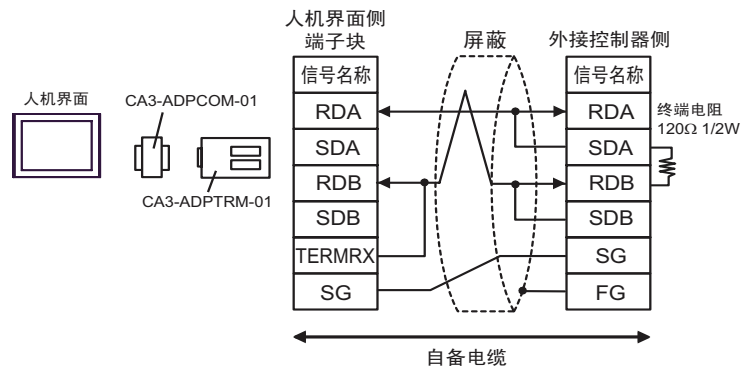 人机界面侧
端子块
屏蔽
外接控制器侧
人机界面
CA3-ADPCOM-01
CA3-ADPTRM-01
信号名称
RDA
SDA
RDB
SDB
TERMRX
SG
信号名称
RDA
SDA
RDB
SDB
SG
FG
终端电阻
120Ω 1/2W
自备电缆